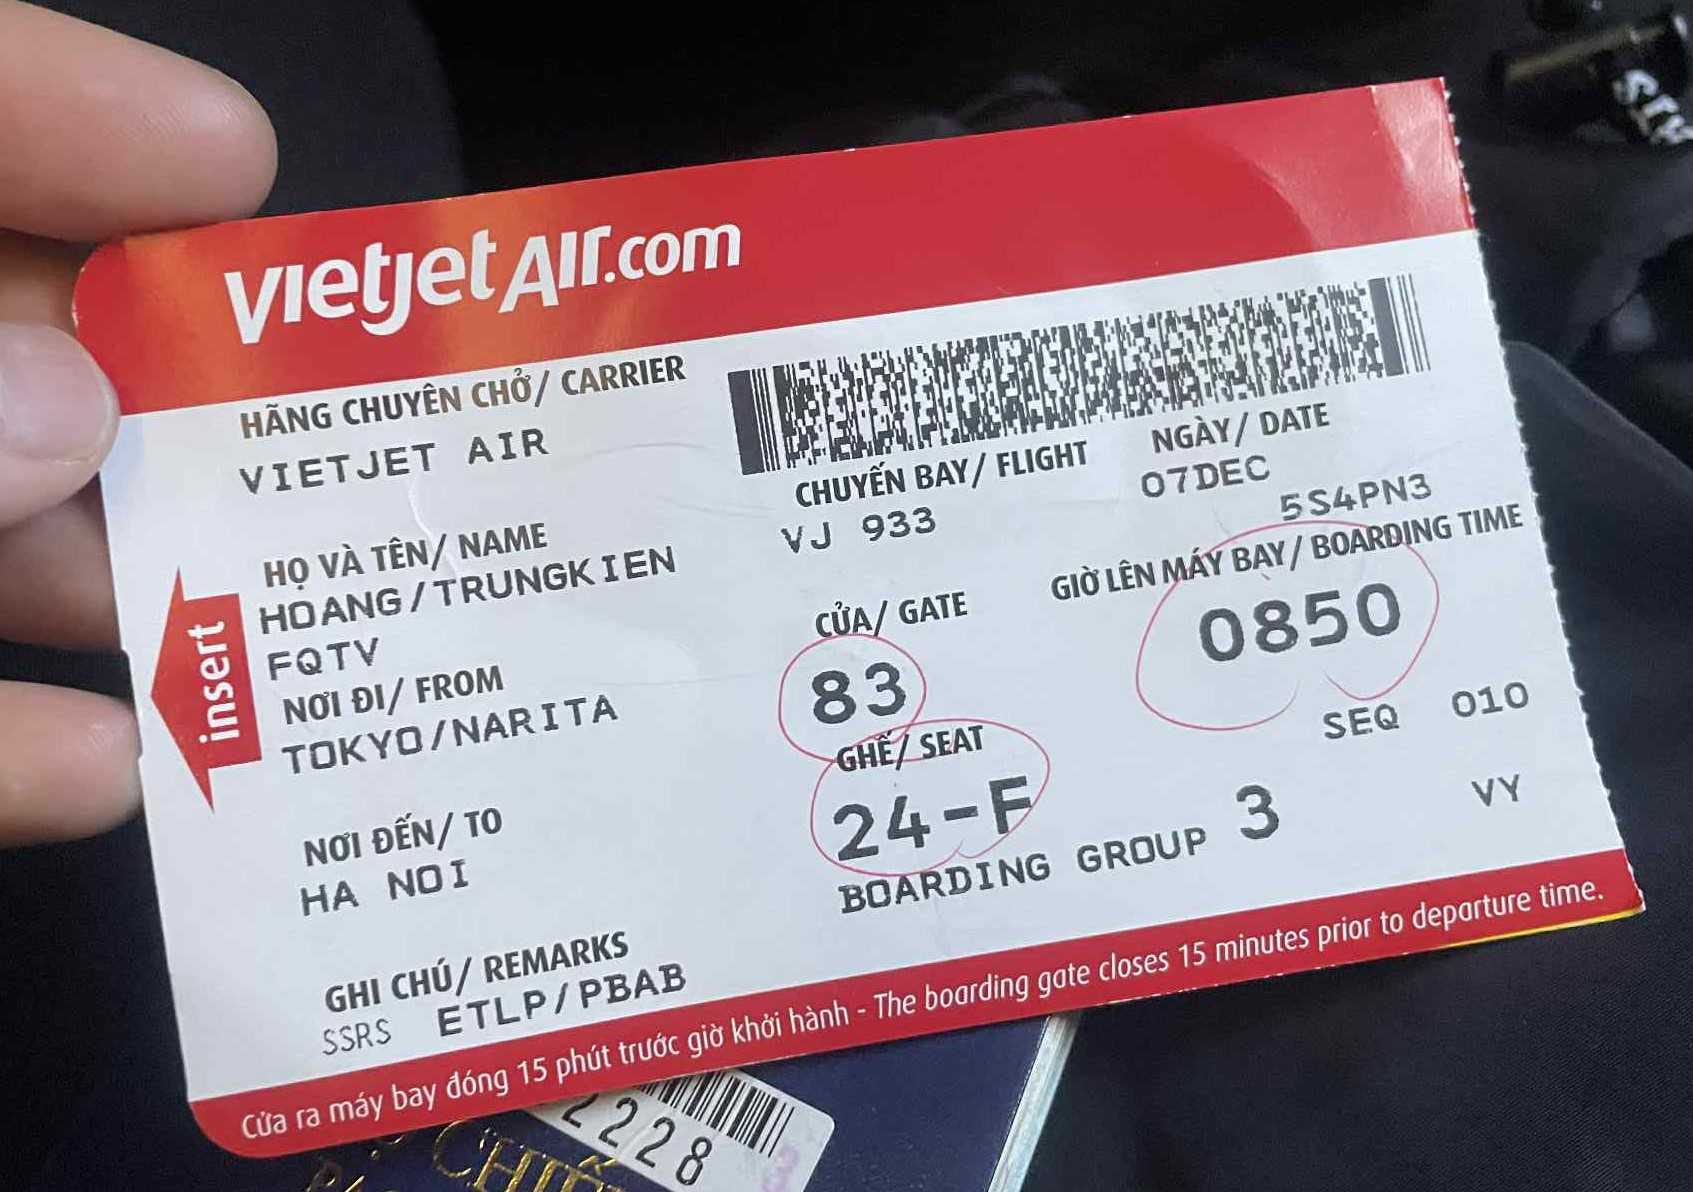 vietjetAir.com
HÃNG CHUYÊN CHỞ/ CARRIER
VIETJET AIR
HỌ VÀ TÊN/ NAME
HOANG/TRUNGKIEN
FQTV
NƠI ĐI/ FROM
TOKYO/NARITA
NƠI ĐẾN/ TO
HA NOI
GHI CHÚ/ REMARKS
SSRS ETLP/PBAB
insert
CHUYẾN BAY/ FLIGHT
VJ 933
NGÀY/ DATE
07DEC
5S4PN3
CỬA/ GATE
83
GIỜ LÊN MÁY BAY/ BOARDING TIME
0850
GHẾ/ SEAT
24-F
SEQ 010
BOARDING GROUP 3
VY
Cửa ra máy bay đóng 15 phút trước giờ khởi hành - The boarding gate closes 15 minutes prior to departure time.
2228